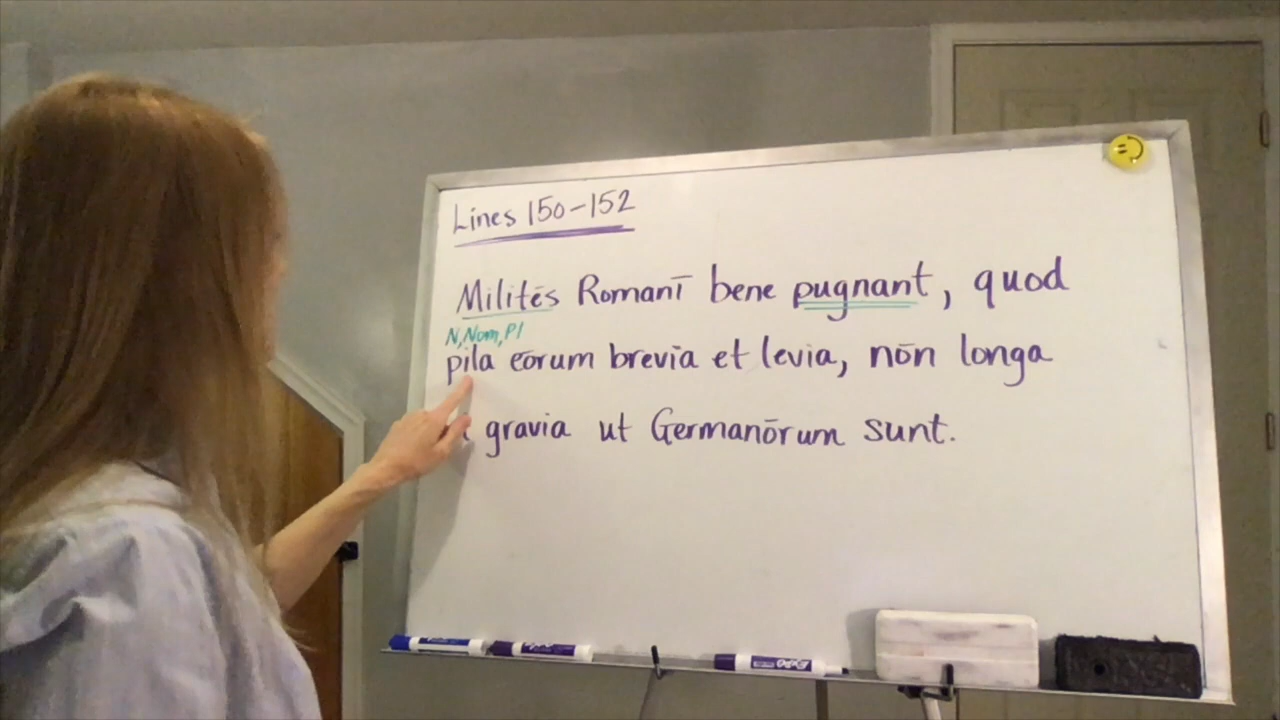 Lines 150-152
Militēs Romanī bene pugnant, quod
N, Nom, Pl
pila eōrum brevia et levia, nōn longa
gravia ut Germanōrum sunt.